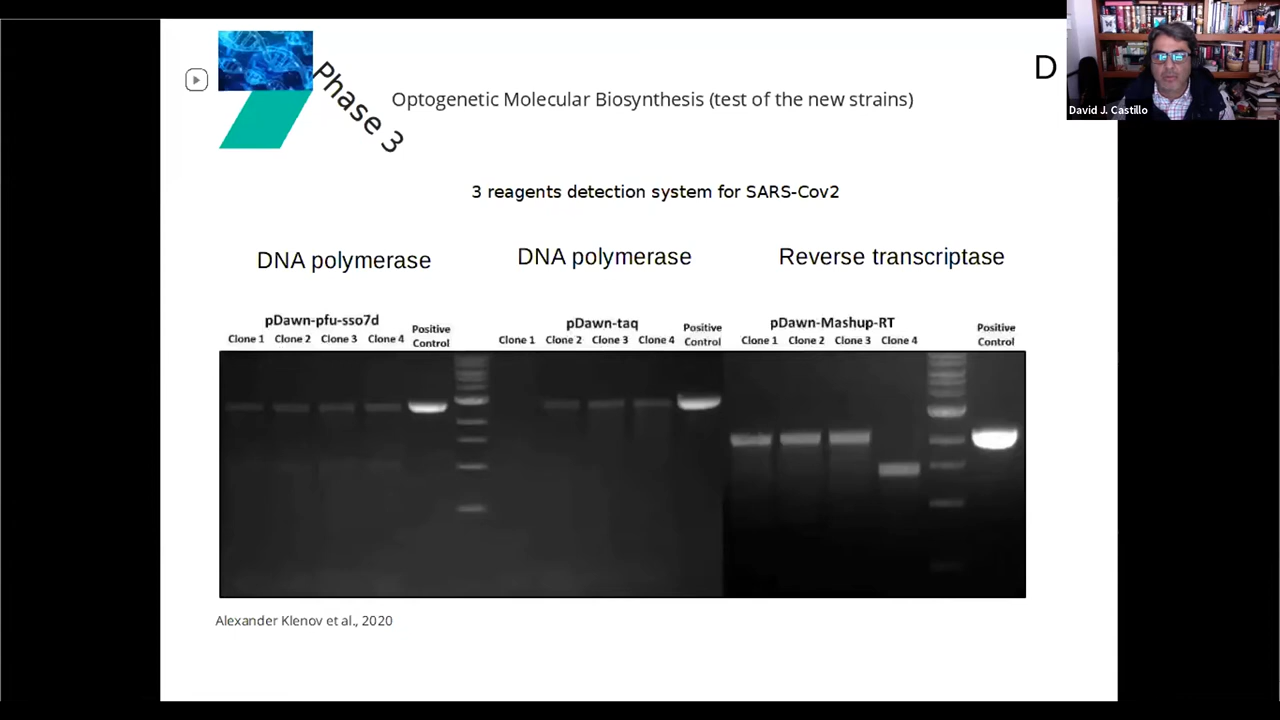 Phase 3
Optogenetic Molecular Biosynthesis (test of the new strains)
D
David J. Castillo
3 reagents detection system for SARS-Cov2
DNA polymerase
DNA polymerase
Reverse transcriptase
pDawn-pfu-sso7d
Clone 1 Clone 2 Clone 3 Clone 4 Positive Control
pDawn-taq
Clone 1 Clone 2 Clone 3 Clone 4 Positive Control
pDawn-Mashup-RT
Clone 1 Clone 2 Clone 3 Clone 4 Positive Control
Alexander Klenov et al., 2020